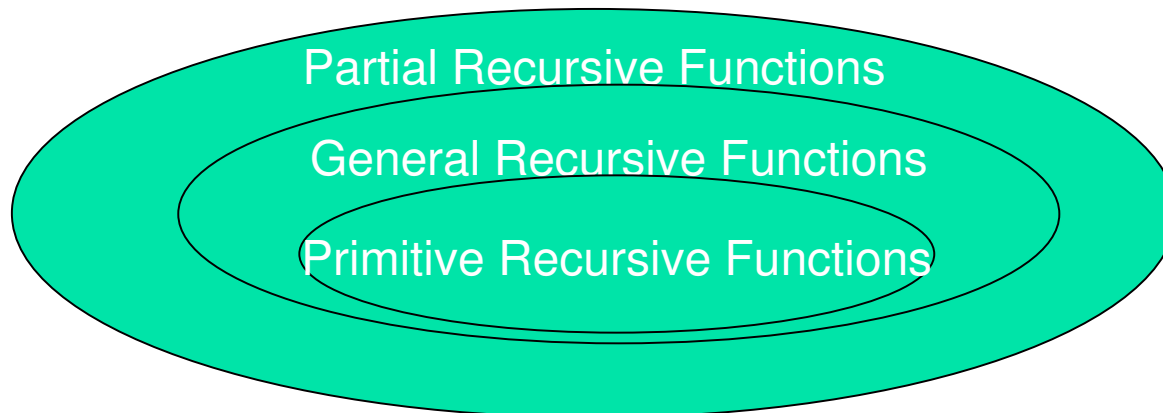 Partial Recursive Functions
General Recursive Functions
Primitive Recursive Functions